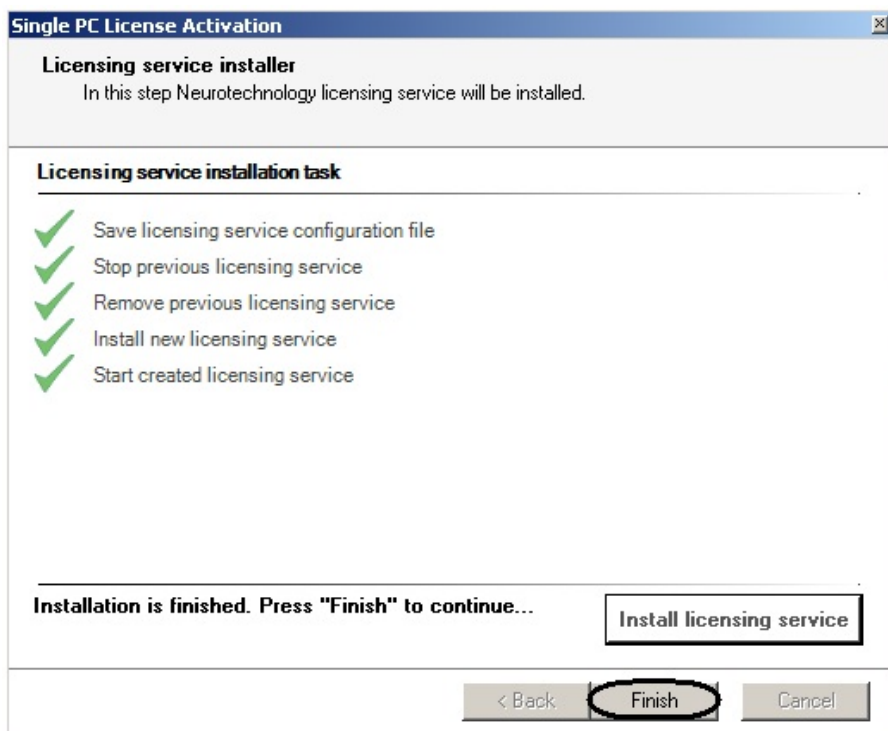 Single PC License Activation
Licensing service installer
In this step Neurotechnology licensing service will be installed.
Licensing service installation task
Save licensing service configuration file
Stop previous licensing service
Remove previous licensing service
Install new licensing service
Start created licensing service
Installation is finished. Press "Finish" to continue...
Install licensing service
< Back
Finish
Cancel